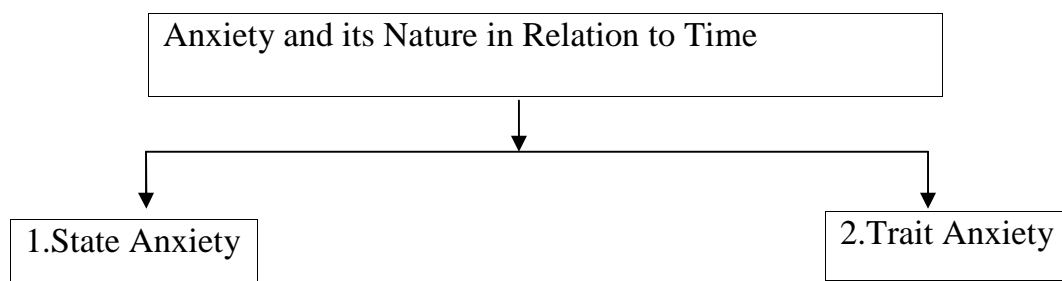 Anxiety and its Nature in Relation to Time
1.State Anxiety
2.Trait Anxiety